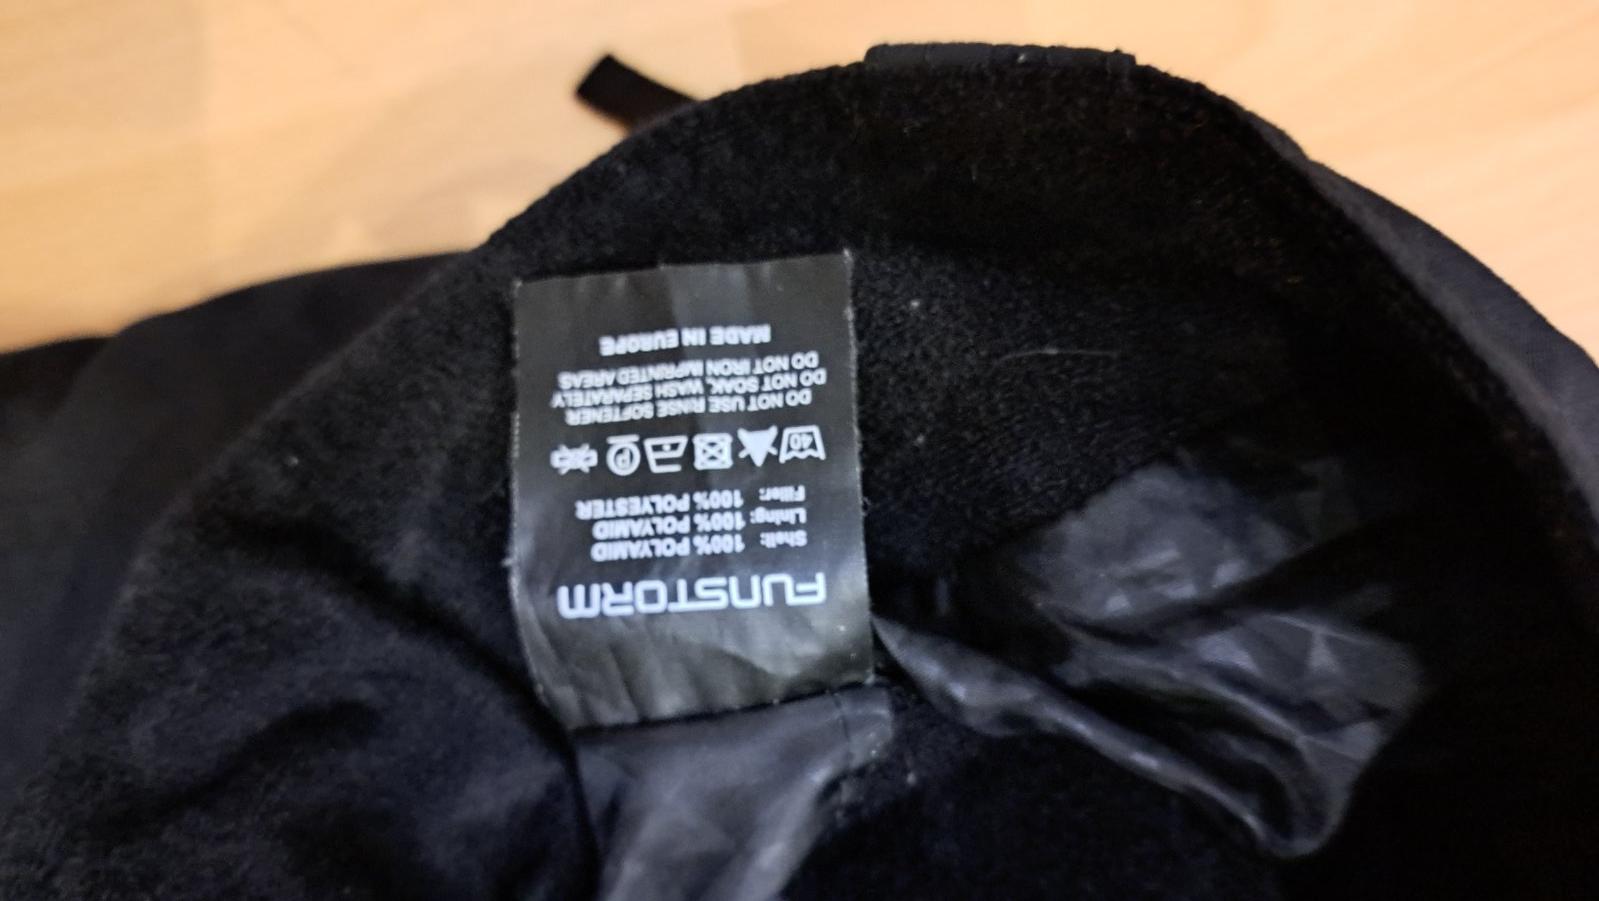 FUNSTORM
Shell: 100% POLYAMID
Lining: 100% POLYAMID
Filler: 100% POLYESTER
40 P
DO NOT USE RINSE SOFTENER
DO NOT SOAK, WASH SEPARATELY
DO NOT IRON IMPRINTED AREAS
MADE IN EUROPE